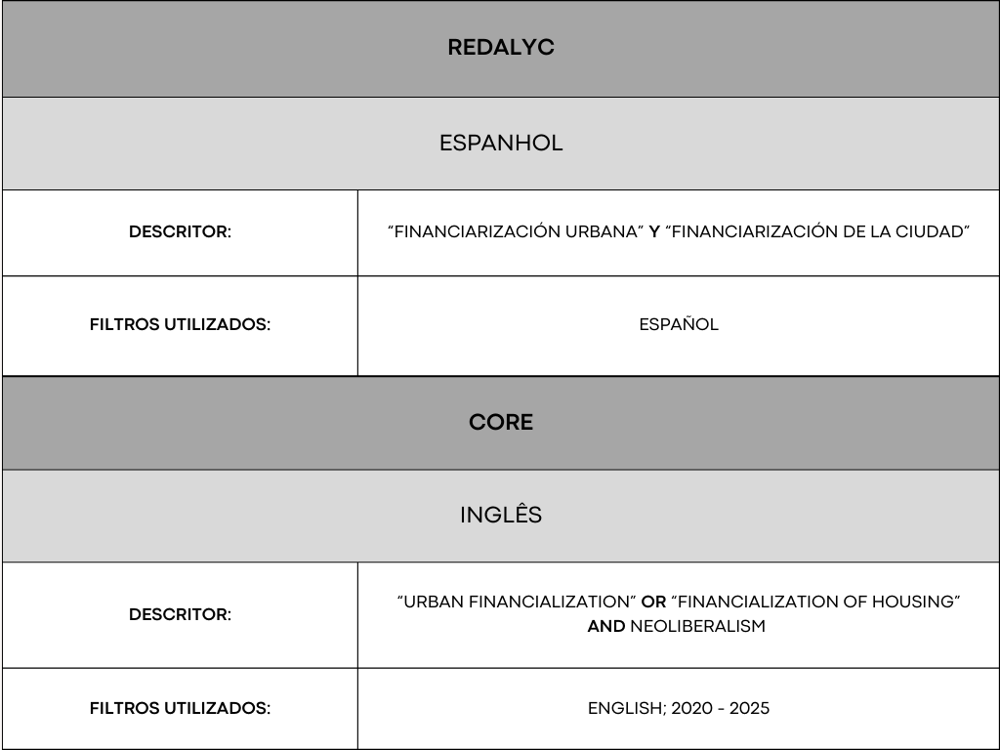 REDALYC
ESPANHOL
DESCRITOR:
“FINANCIARIZACIÓN URBANA” Y “FINANCIARIZACIÓN DE LA CIUDAD”
FILTROS UTILIZADOS:
ESPAÑOL
CORE
INGLÊS
DESCRITOR:
“URBAN FINANCIALIZATION” OR “FINANCIALIZATION OF HOUSING”
AND NEOLIBERALISM
FILTROS UTILIZADOS:
ENGLISH; 2020 - 2025